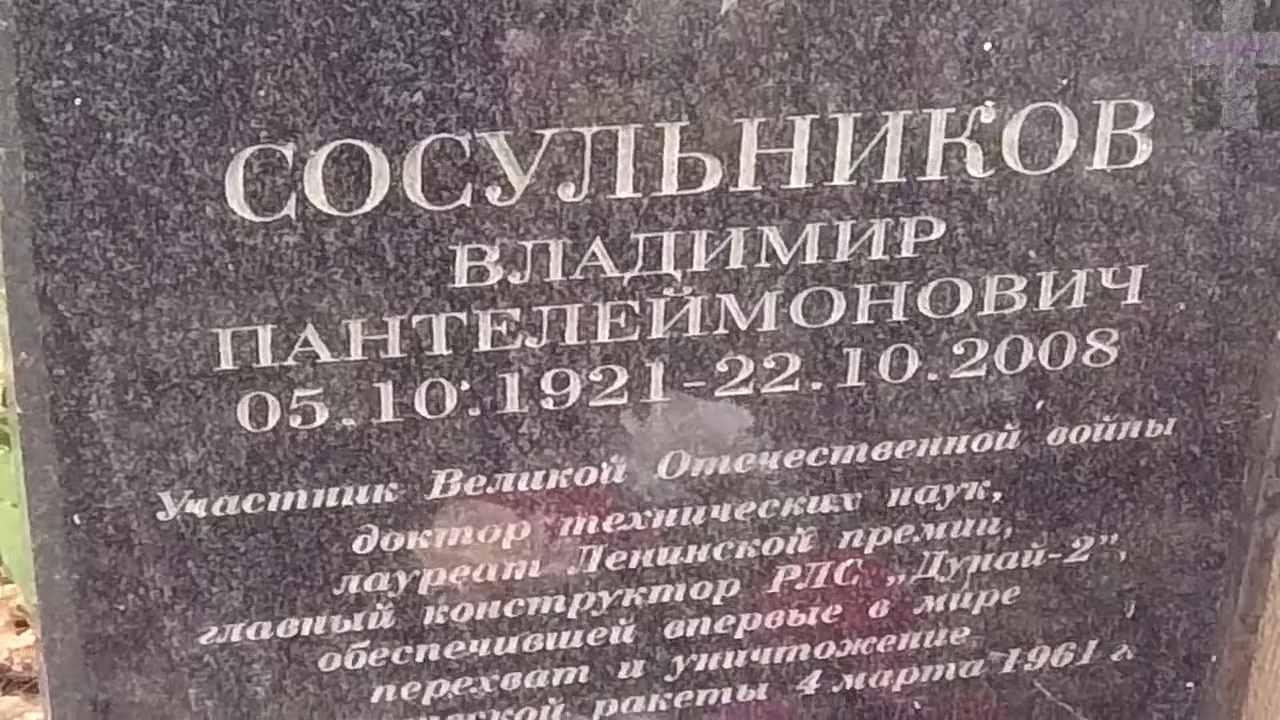 СОСУЛЬНИКОВ
ВЛАДИМИР
ПАНТЕЛЕЙМОНОВИЧ
05.10.1921-22.10.2008
Участник Великой Отечественной войны
доктор технических наук,
лауреат Ленинской премии,
главный конструктор РЛС „Дунай-2”,
обеспечившей впервые в мире
перехват и уничтожение
ракеты 4 марта 1961 г.